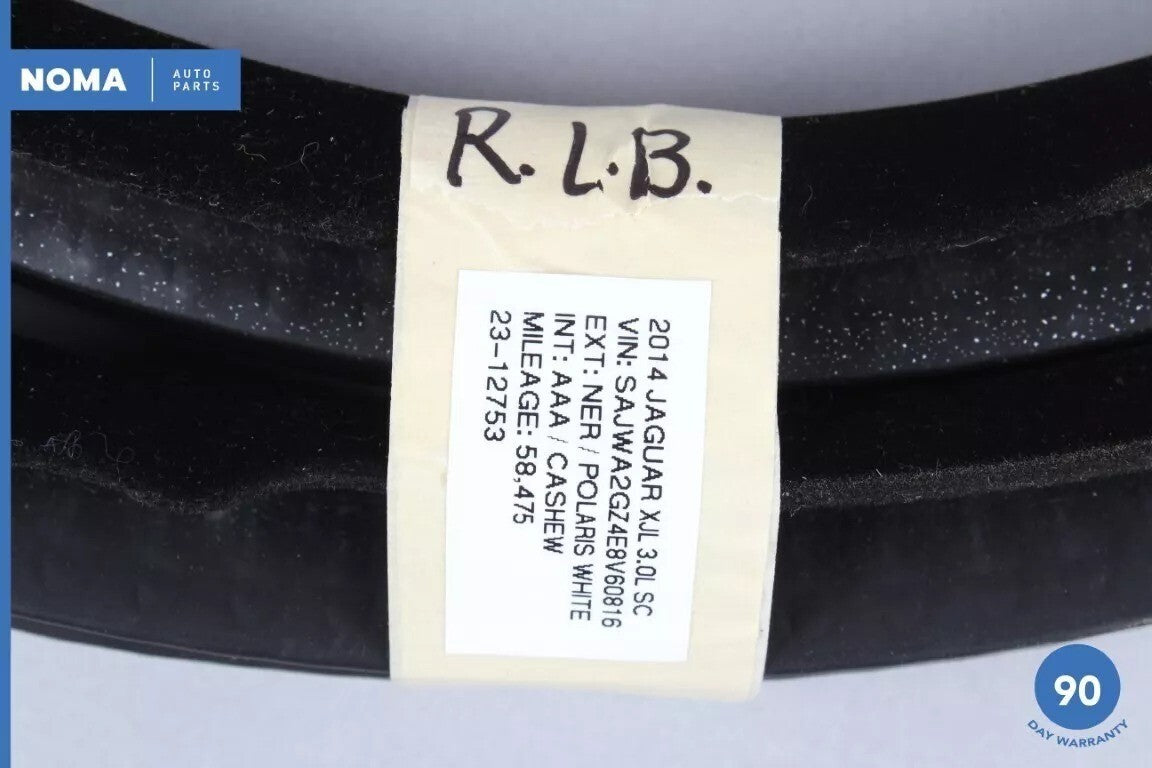 NOMA
AUTO
PARTS
R.L.B.
2014 JAGUAR XJL 3.0L SC
VIN: SAJWA2GZ4E8V60816
EXT: NER / POLARIS WHITE
INT: AAA / CASHEW
MILEAGE: 58,475
23-12753
90
DAY WARRANTY